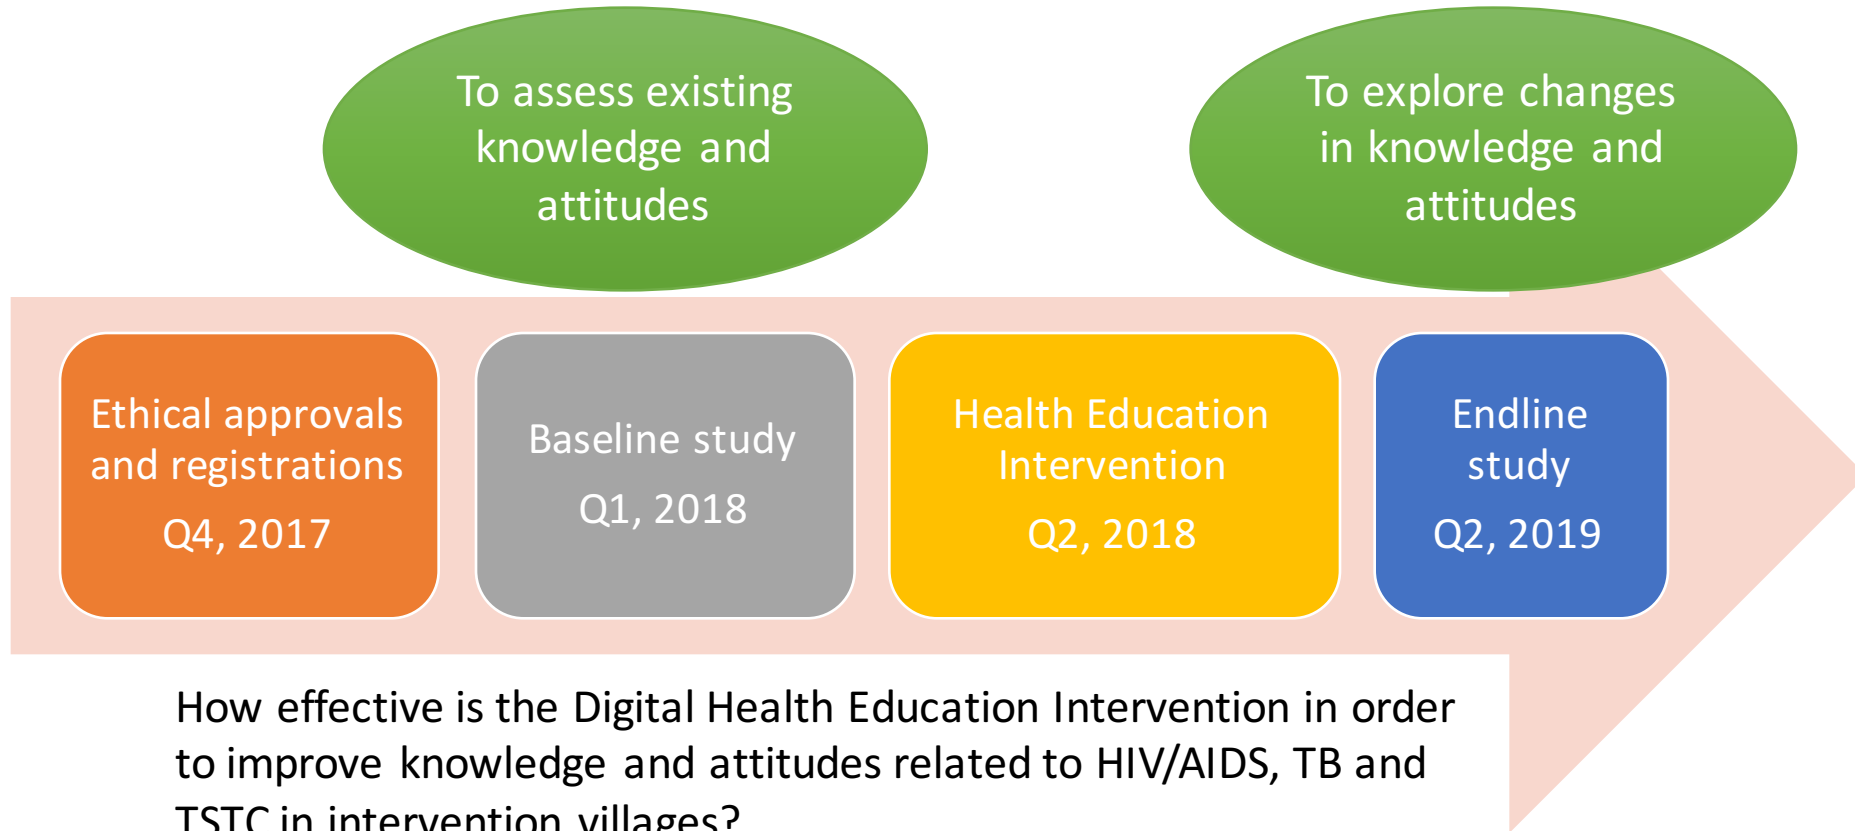 To assess existing
knowledge and
attitudes
To explore changes
in knowledge and
attitudes
Ethical approvals
and registrations
Q4, 2017
Baseline study
Q1, 2018
Health Education
Intervention
Q2, 2018
Endline
study
Q2, 2019
How effective is the Digital Health Education Intervention in order
to improve knowledge and attitudes related to HIV/AIDS, TB and
TSTC in intervention villages?